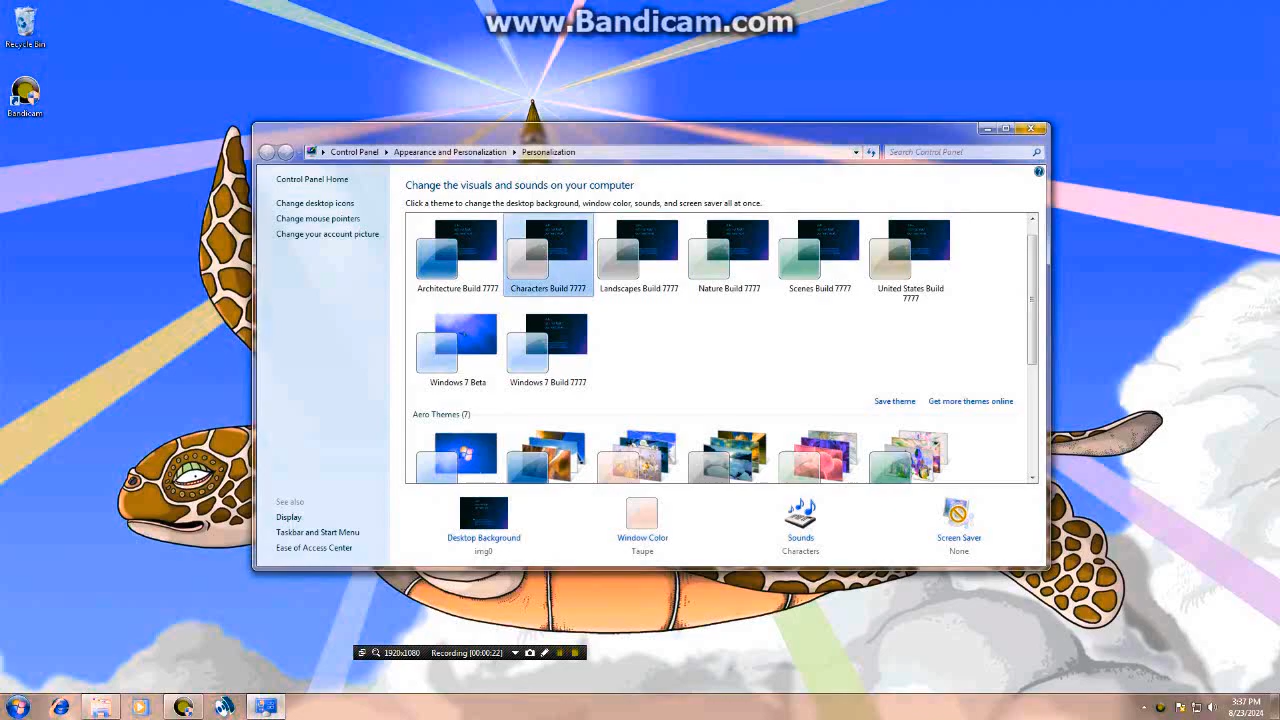 www.Bandicam.com
Recycle Bin
Bandicam
Control Panel
Appearance and Personalization
Personalization
Search Control Panel
Control Panel Home
Change desktop icons
Change mouse pointers
Change your account picture
Change the visuals and sounds on your computer
Click a theme to change the desktop background, window color, sounds, and screen saver all at once.
Architecture Build 7777
Characters Build 7777
Landscapes Build 7777
Nature Build 7777
Scenes Build 7777
United States Build
7777
Windows 7 Beta
Windows 7 Build 7777
Save theme
Get more themes online
Aero Themes (7)
See also
Display
Taskbar and Start Menu
Ease of Access Center
Desktop Background
img0
Window Color
Taupe
Sounds
Characters
Screen Saver
None
1920x1080
Recording [00:00:22]
3:37 PM
8/23/2024